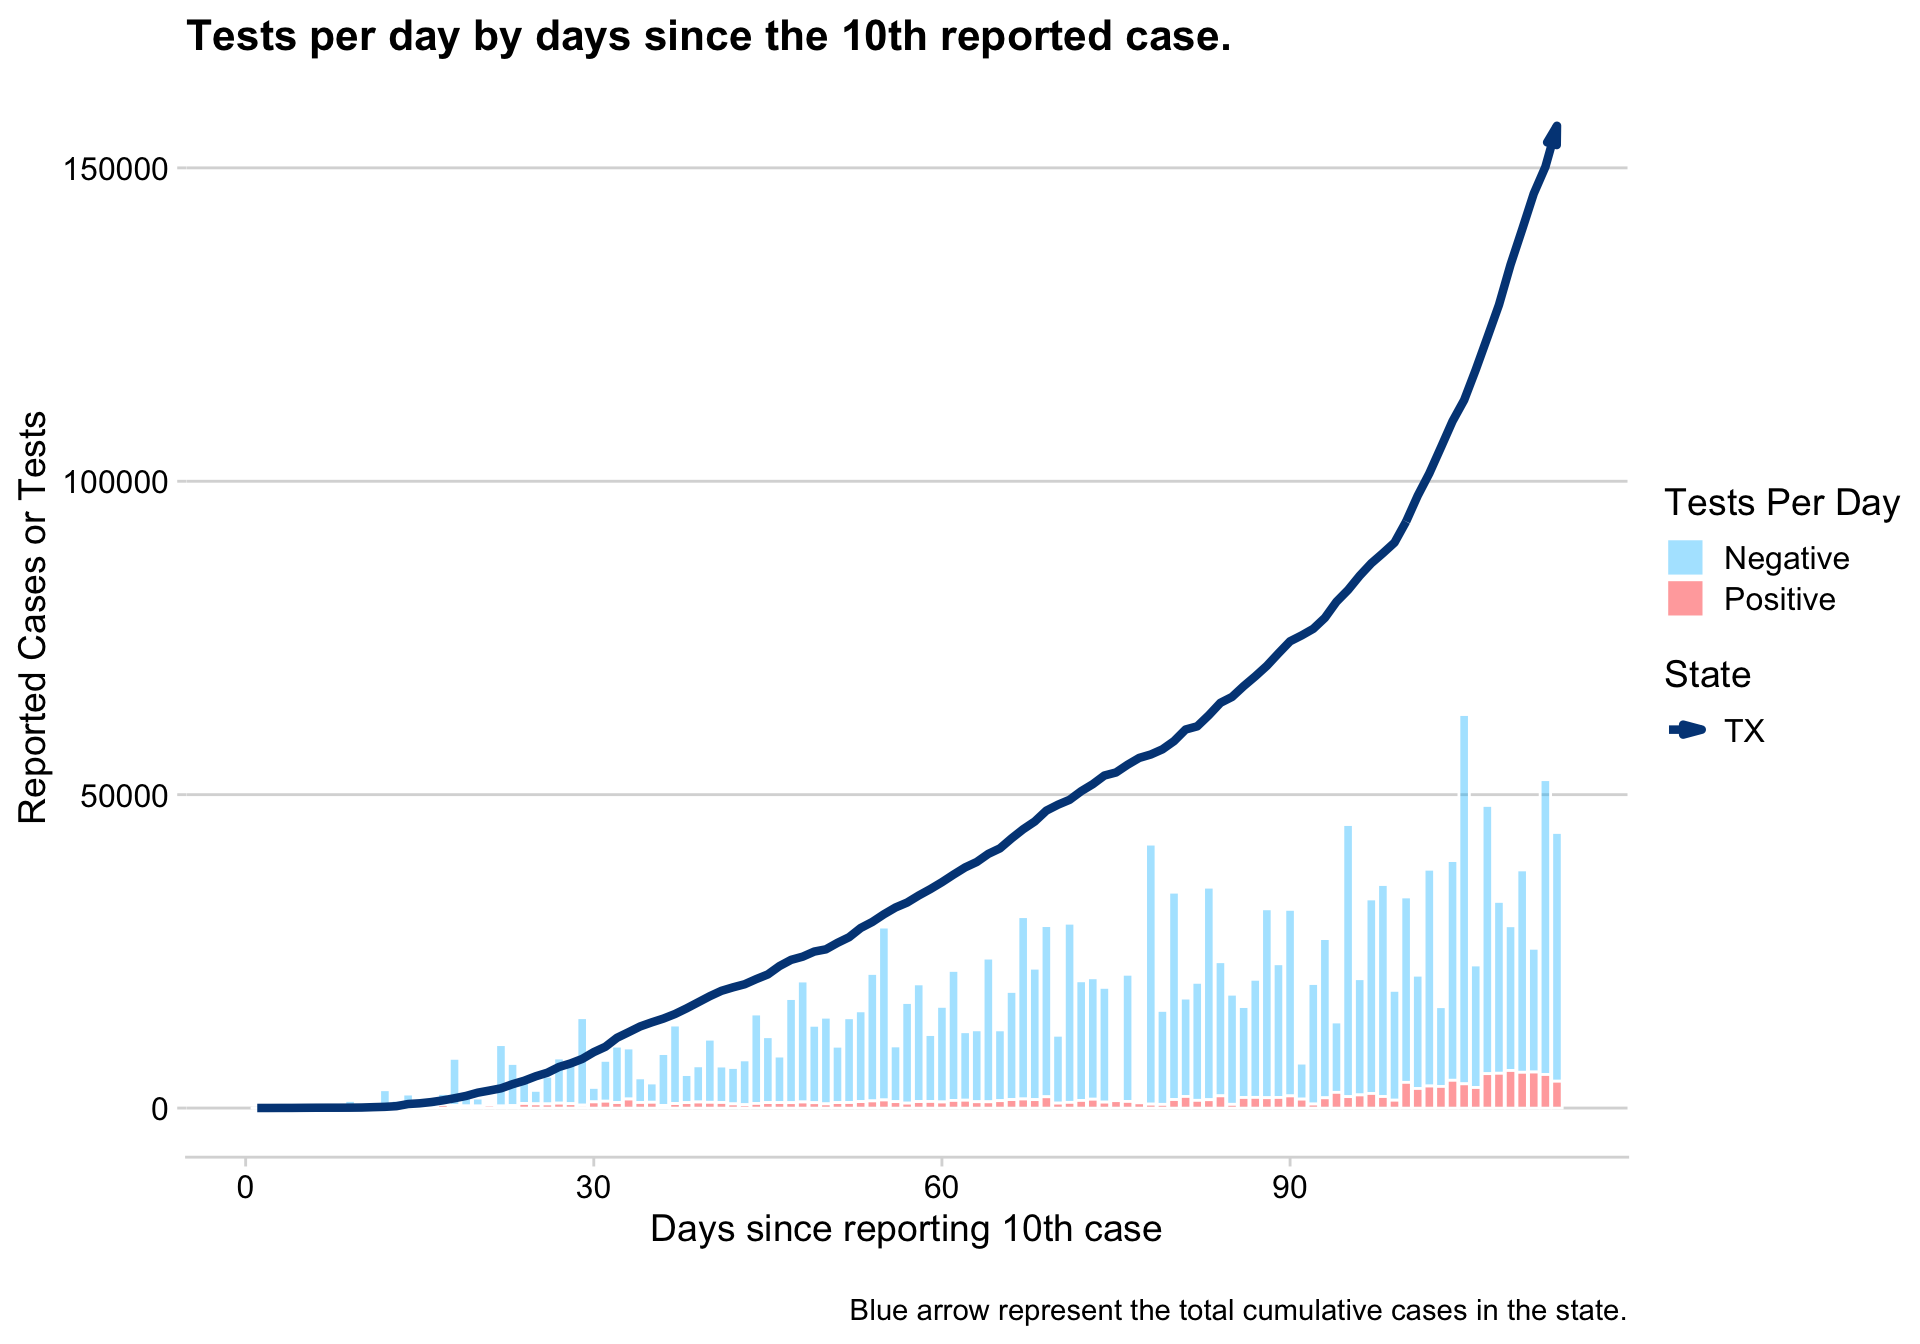 Tests per day by days since the 10th reported case.
150000
100000
50000
0
Reported Cases or Tests
0 30 60 90
Days since reporting 10th case
Tests Per Day
Negative
Positive
State
TX
Blue arrow represent the total cumulative cases in the state.